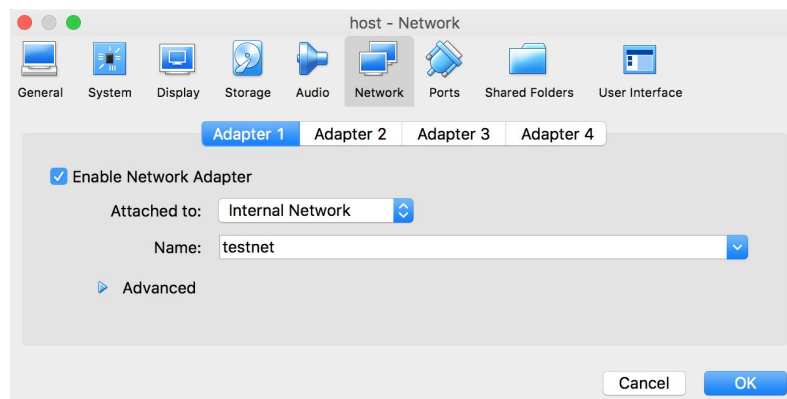 host - Network
General System Display Storage Audio Network Ports Shared Folders User Interface
Adapter 1 Adapter 2 Adapter 3 Adapter 4
Enable Network Adapter
Attached to: Internal Network
Name: testnet
Advanced
Cancel OK